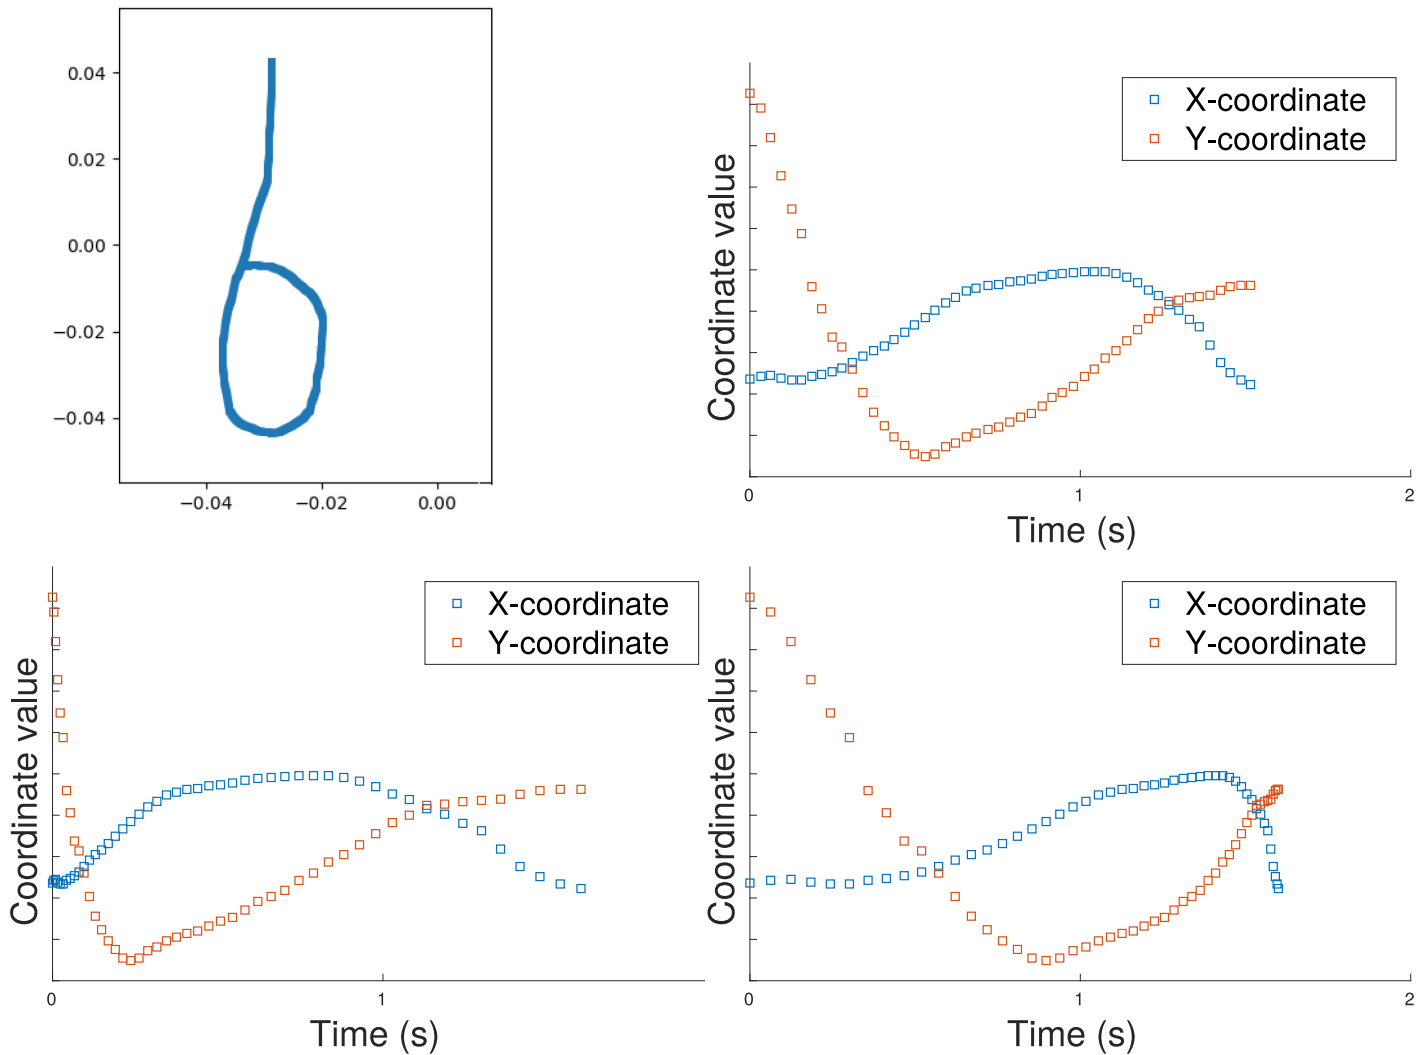 0.04
0.02
0.00
−0.02
−0.04
−0.04 −0.02 0.00
X-coordinate
Y-coordinate
Coordinate value
0 1 2
Time (s)
X-coordinate
Y-coordinate
Coordinate value
0 1
Time (s)
X-coordinate
Y-coordinate
Coordinate value
0 1 2
Time (s)